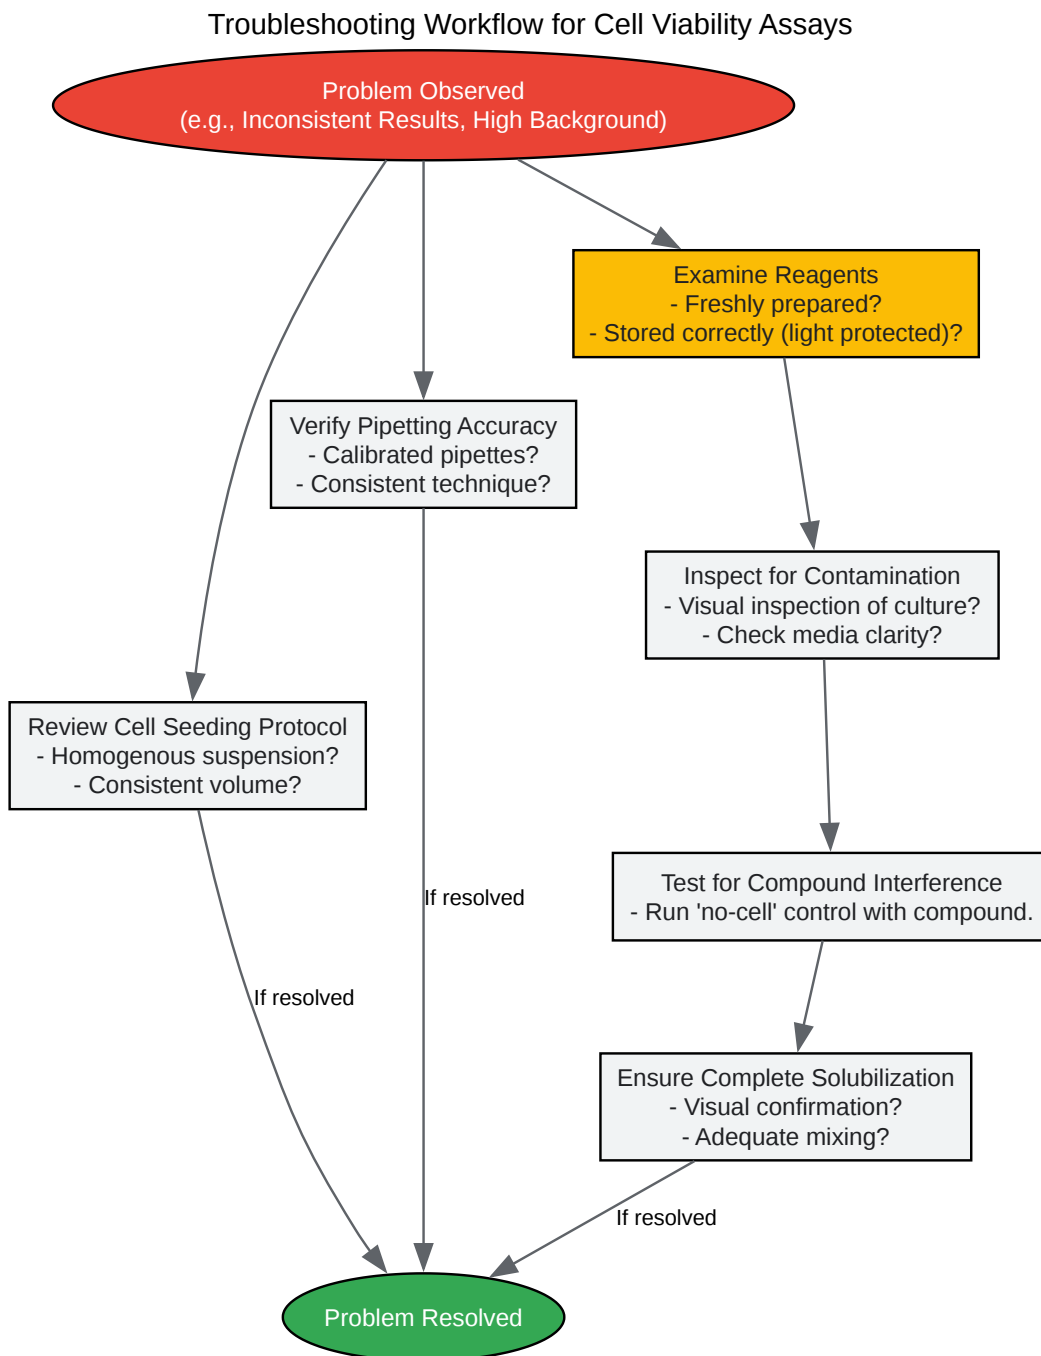 Troubleshooting Workflow for Cell Viability Assays
Problem Observed
(e.g., Inconsistent Results, High Background)
Examine Reagents
- Freshly prepared?
- Stored correctly (light protected)?
Verify Pipetting Accuracy
- Calibrated pipettes?
- Consistent technique?
Inspect for Contamination
- Visual inspection of culture?
- Check media clarity?
Review Cell Seeding Protocol
- Homogenous suspension?
- Consistent volume?
Test for Compound Interference
- Run 'no-cell' control with compound.
If resolved
If resolved
Ensure Complete Solubilization
- Visual confirmation?
- Adequate mixing?
If resolved
Problem Resolved